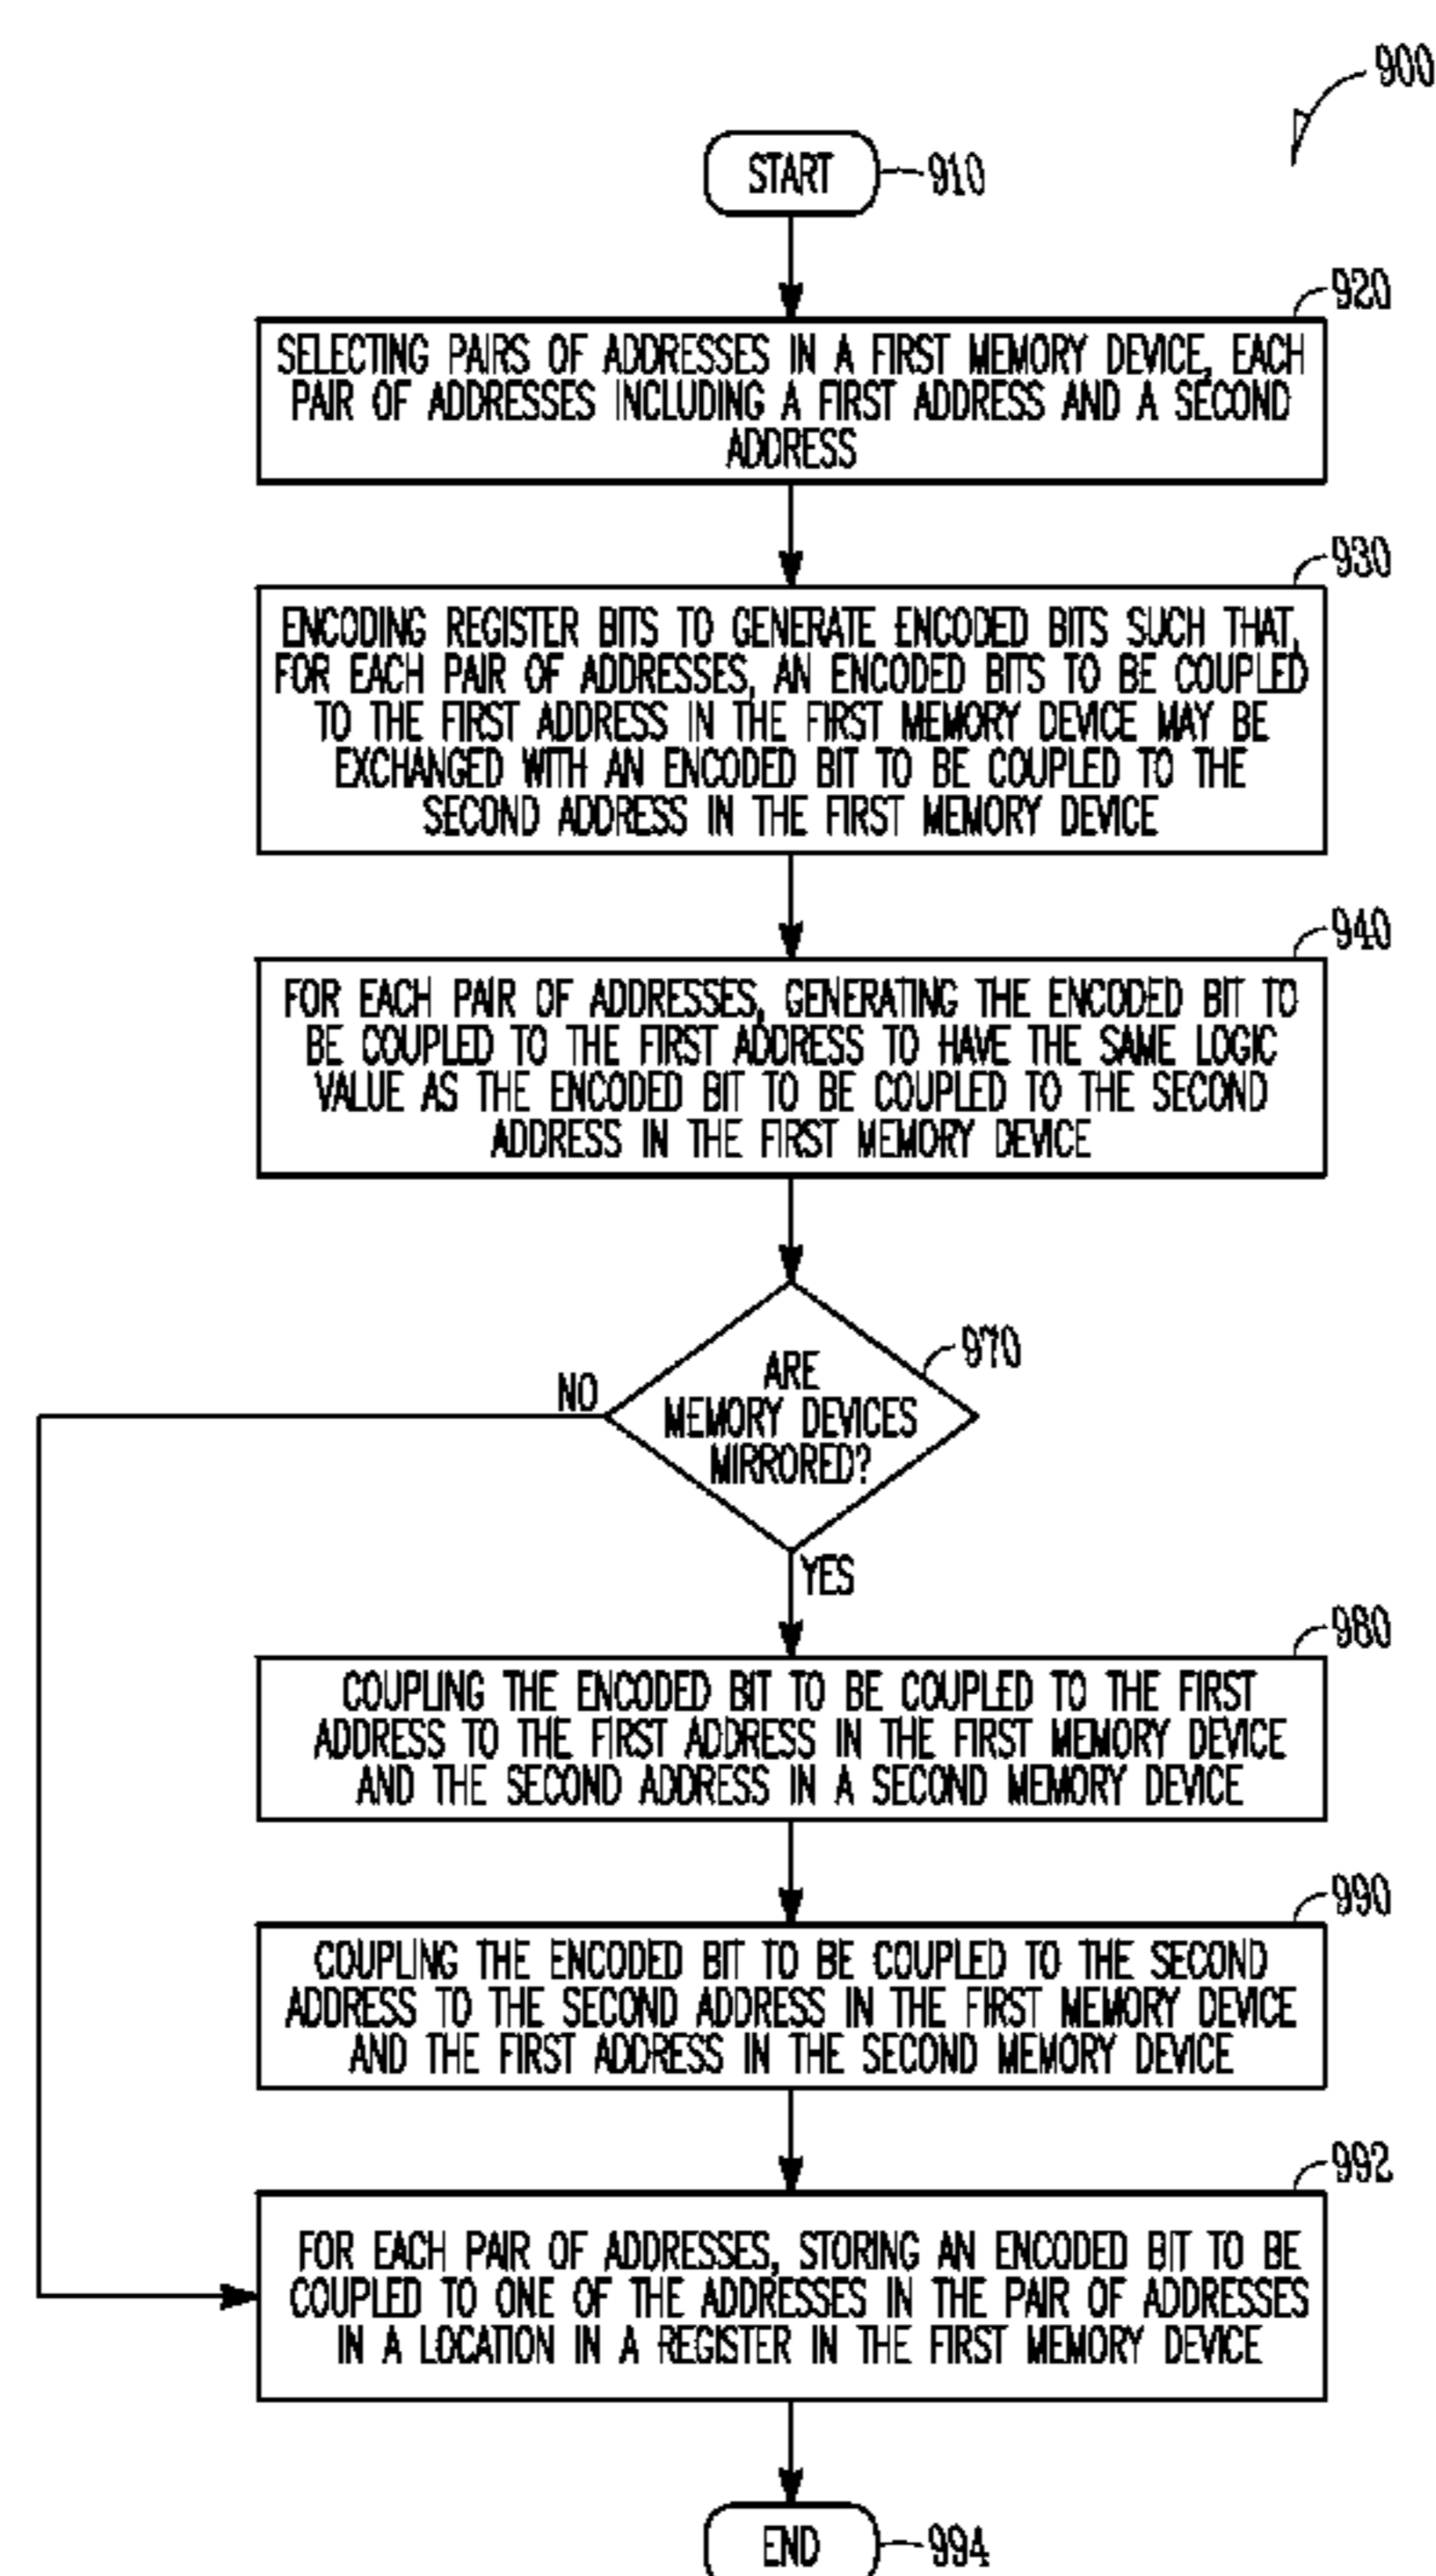 900
START
910
920
SELECTING PAIRS OF ADDRESSES IN A FIRST MEMORY DEVICE, EACH
PAIR OF ADDRESSES INCLUDING A FIRST ADDRESS AND A SECOND
ADDRESS
930
ENCODING REGISTER BITS TO GENERATE ENCODED BITS SUCH THAT,
FOR EACH PAIR OF ADDRESSES, AN ENCODED BITS TO BE COUPLED
TO THE FIRST ADDRESS IN THE FIRST MEMORY DEVICE MAY BE
EXCHANGED WITH AN ENCODED BIT TO BE COUPLED TO THE
SECOND ADDRESS IN THE FIRST MEMORY DEVICE
940
FOR EACH PAIR OF ADDRESSES, GENERATING THE ENCODED BIT TO
BE COUPLED TO THE FIRST ADDRESS TO HAVE THE SAME LOGIC
VALUE AS THE ENCODED BIT TO BE COUPLED TO THE SECOND
ADDRESS IN THE FIRST MEMORY DEVICE
970
ARE
MEMORY DEVICES
MIRRORED?
NO
YES
980
COUPLING THE ENCODED BIT TO BE COUPLED TO THE FIRST
ADDRESS TO THE FIRST ADDRESS IN THE FIRST MEMORY DEVICE
AND THE SECOND ADDRESS IN A SECOND MEMORY DEVICE
990
COUPLING THE ENCODED BIT TO BE COUPLED TO THE SECOND
ADDRESS TO THE SECOND ADDRESS IN THE FIRST MEMORY DEVICE
AND THE FIRST ADDRESS IN THE SECOND MEMORY DEVICE
992
FOR EACH PAIR OF ADDRESSES, STORING AN ENCODED BIT TO BE
COUPLED TO ONE OF THE ADDRESSES IN THE PAIR OF ADDRESSES
IN A LOCATION IN A REGISTER IN THE FIRST MEMORY DEVICE
END
994